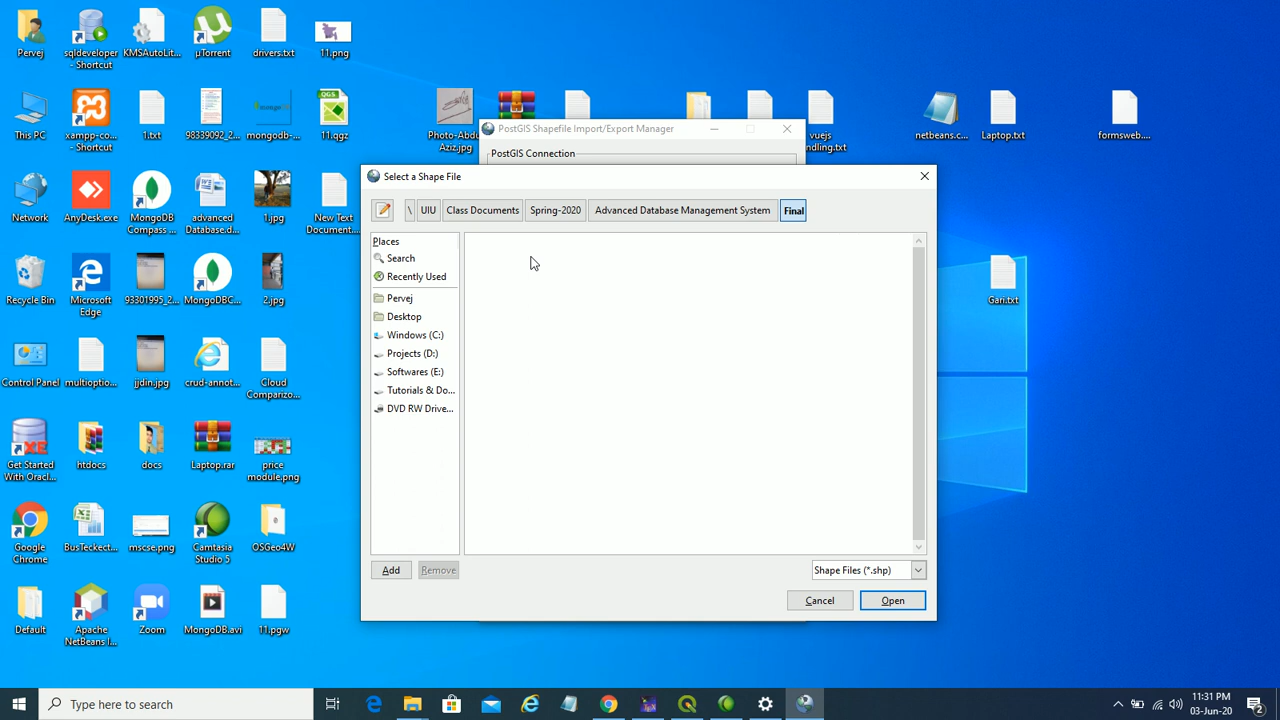 Pervej
sqldeveloper
- Shortcut
KMSAutoLit...
µTorrent
drivers.txt
11.png
This PC
xampp-co...
- Shortcut
1.txt
98339092_2...
mongodb-...
11.qgz
Photo-Abdu
Aziz.jpg
vuejs
ndling.txt
netbeans.c...
Laptop.txt
formsweb....
Network
AnyDesk.exe
MongoDB
Compass ...
advanced
Database.d...
1.jpg
New Text
Document...
Recycle Bin
Microsoft
Edge
93301995_2...
MongoDBC...
2.jpg
Gari.txt
Control Panel
multioptio...
jjdin.jpg
crud-annot...
Cloud
Comparizo...
Get Started
With Oracl...
htdocs
docs
Laptop.rar
price
module.png
Google
Chrome
BusTeckect...
mscse.png
Camtasia
Studio 5
OSGeo4W
Default
Apache
NetBeans I...
Zoom
MongoDB.avi
11.pgw
PostGIS Shapefile Import/Export Manager
PostGIS Connection
Select a Shape File
\ UIU Class Documents Spring-2020 Advanced Database Management System Final
Places
Search
Recently Used
Pervej
Desktop
Windows (C:)
Projects (D:)
Softwares (E:)
Tutorials & Do...
DVD RW Drive...
Add Remove
Shape Files (*.shp)
Cancel Open
Type here to search
11:31 PM
03-Jun-20
2